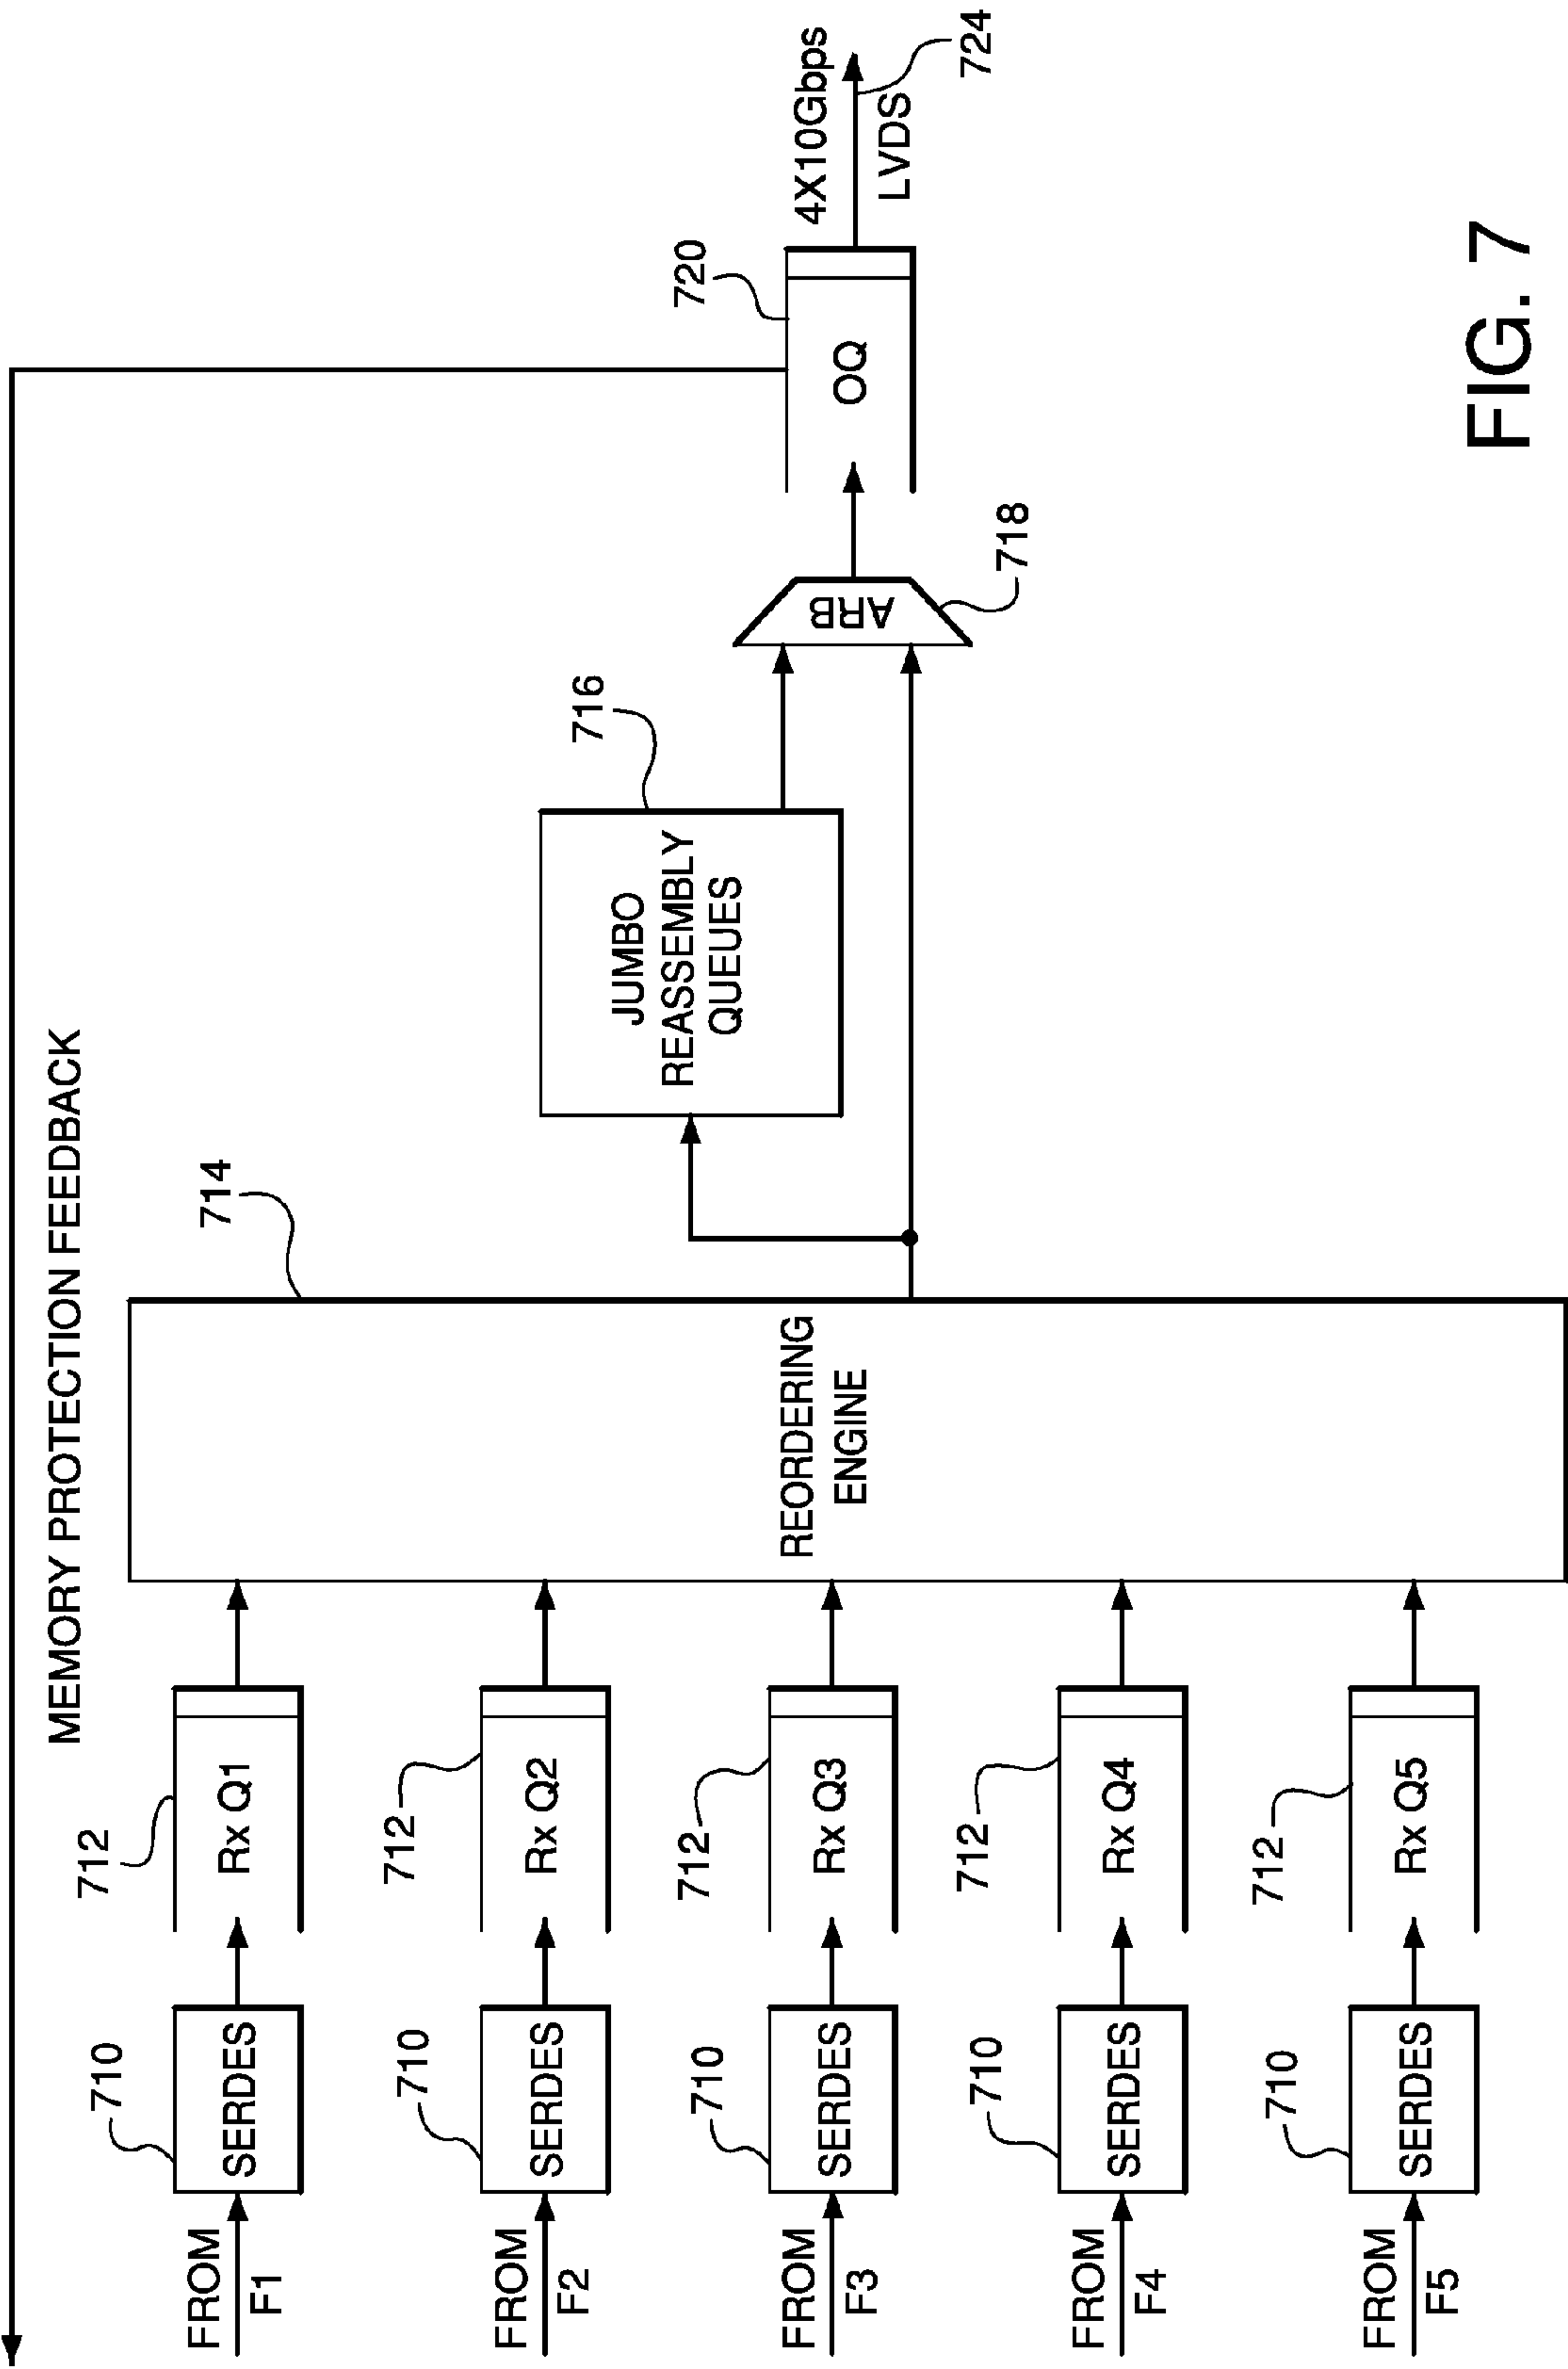 MEMORY PROTECTION FEEDBACK
FROM
F1
710
SERDES
712
Rx Q1
FROM
F2
710
SERDES
712
Rx Q2
FROM
F3
710
SERDES
712
Rx Q3
FROM
F4
710
SERDES
712
Rx Q4
FROM
F5
710
SERDES
712
Rx Q5
714
REORDERING
ENGINE
716
JUMBO
REASSEMBLY
QUEUES
ARB
718
720
OQ
4X10Gbps
LVDS
724
FIG. 7